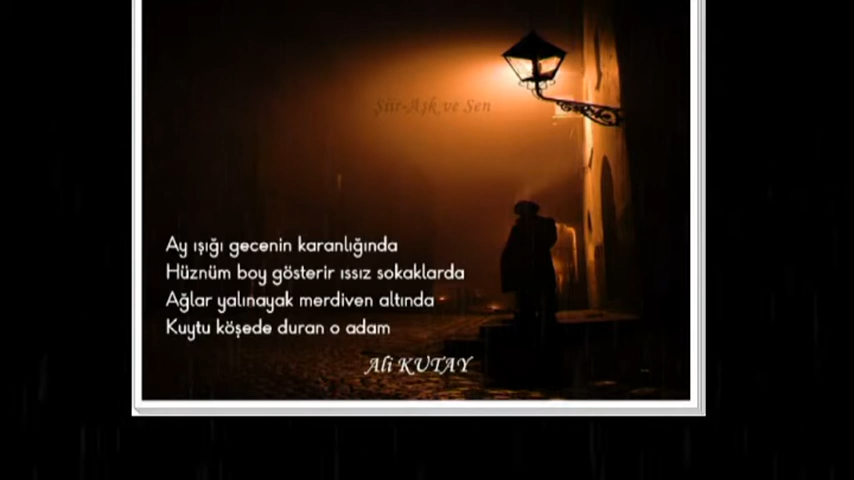 Şiir-Aşk ve Sen
Ay ışığı gecenin karanlığında
Hüznüm boy gösterir ıssız sokaklarda
Ağlar yalınayak merdiven altında
Kuytu köşede duran o adam
Ali KUTAY